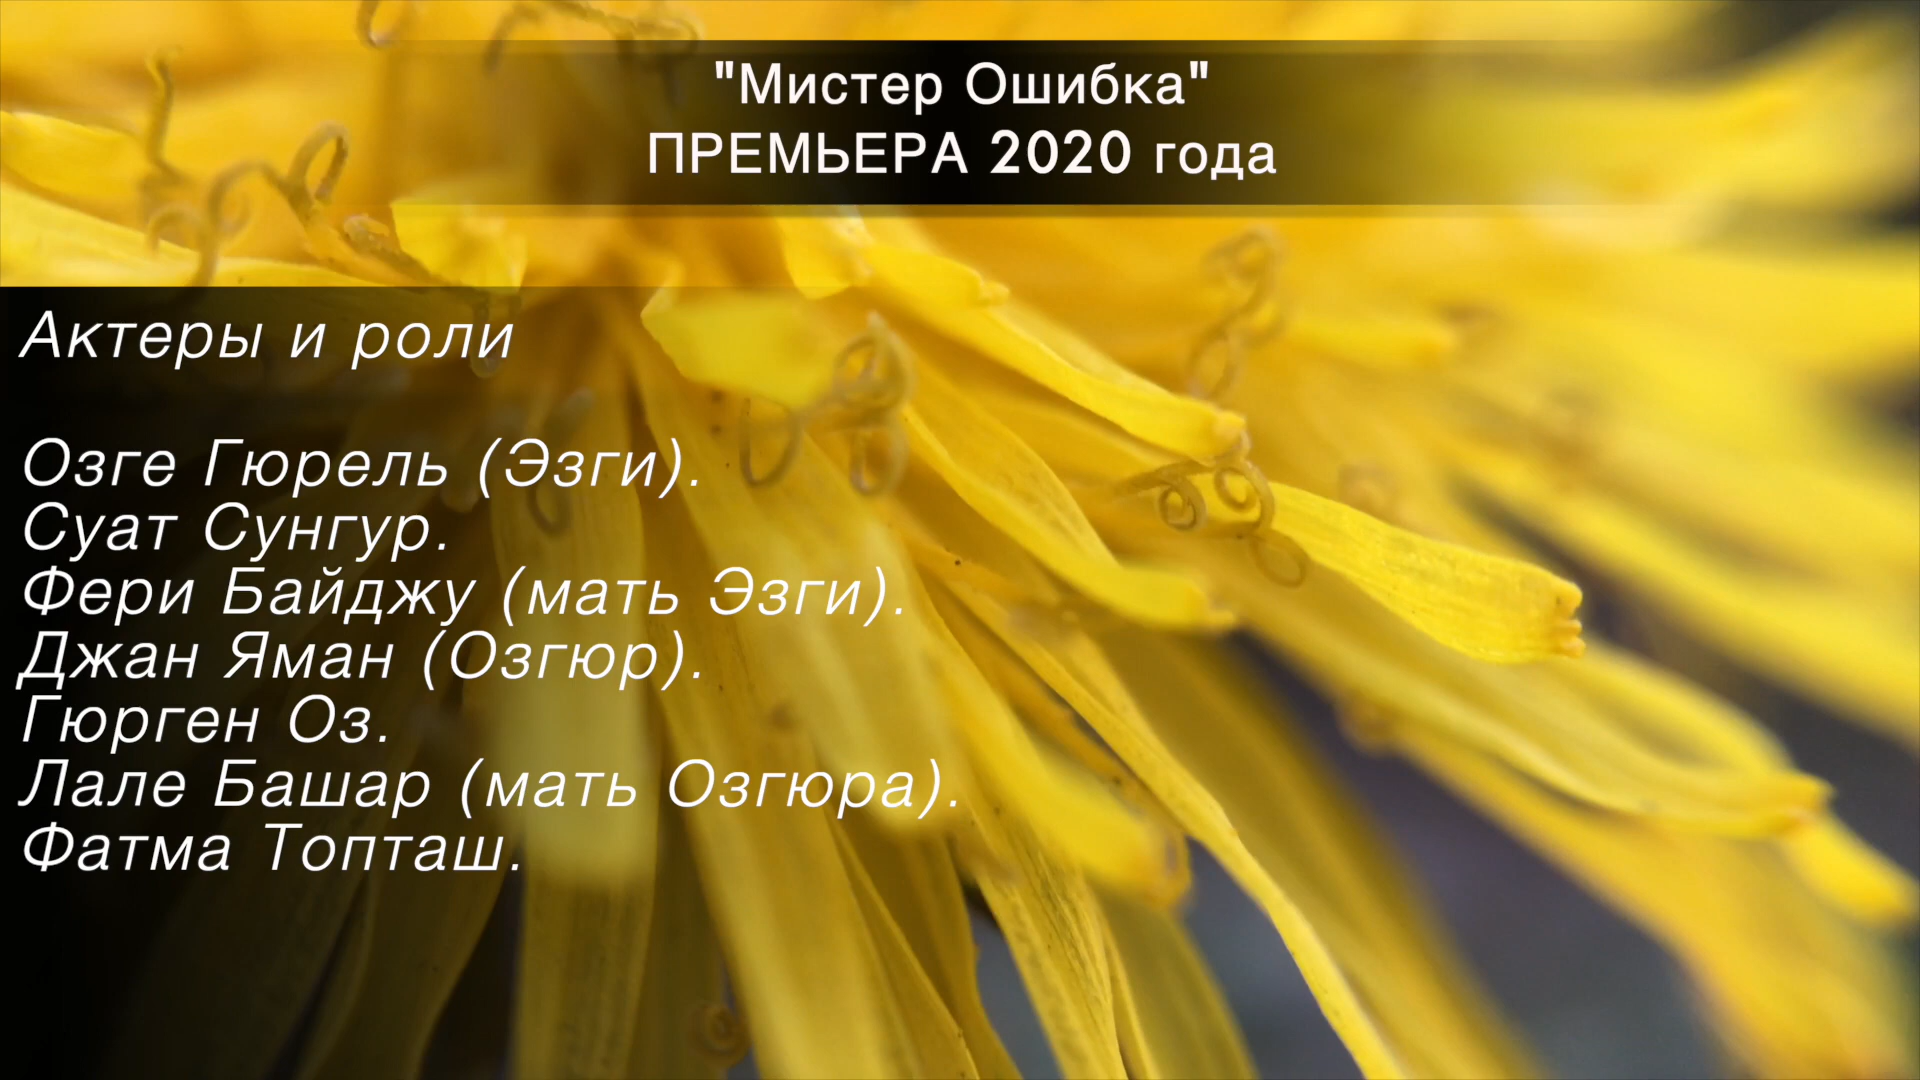 "Мистер Ошибка"
ПРЕМЬЕРА 2020 года
Актеры и роли
Озге Гюрель (Эзги).
Суат Сунгур.
Фери Байджу (мать Эзги).
Джан Яман (Озгюр).
Гюрген Оз.
Лале Башар (мать Озгюра).
Фатма Топташ.